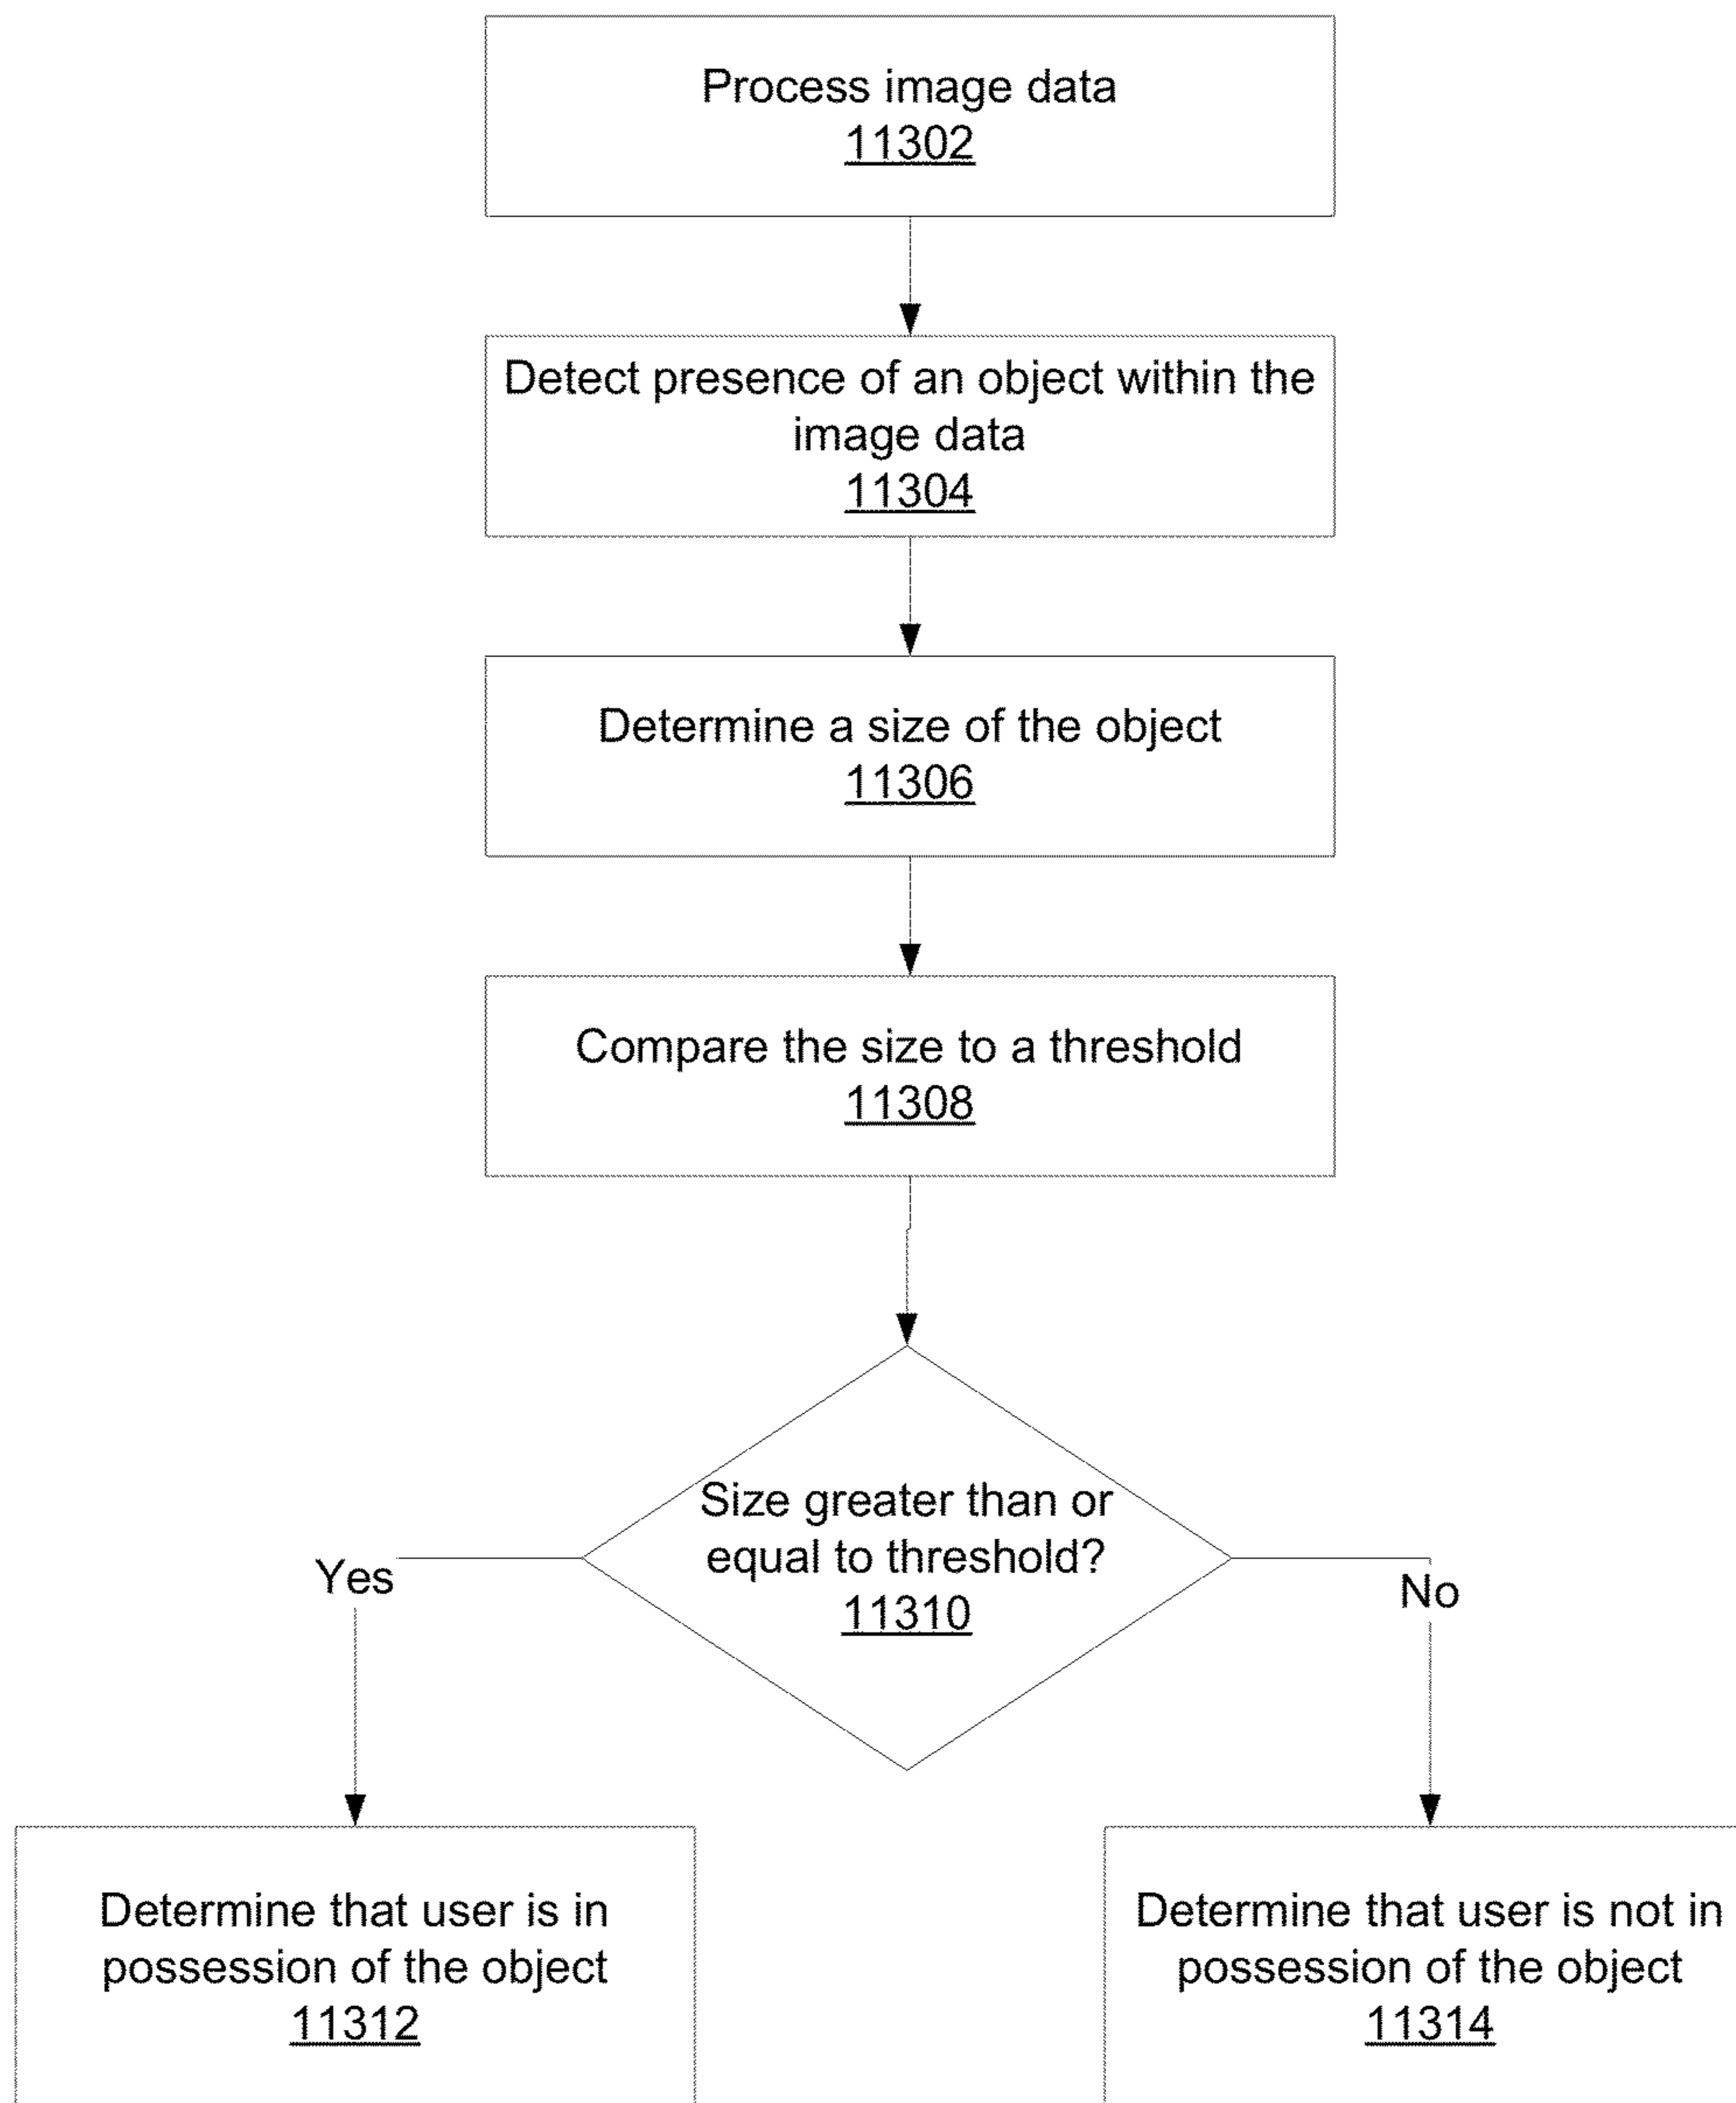 Process image data
11302
Detect presence of an object within the
image data
11304
Determine a size of the object
11306
Compare the size to a threshold
11308
Size greater than or
equal to threshold?
11310
Yes
No
Determine that user is in
possession of the object
11312
Determine that user is not in
possession of the object
11314